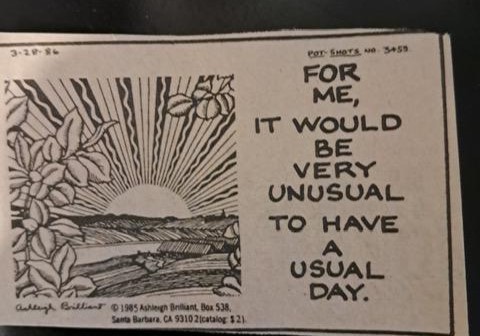 3-28-86
POT-SHOTS NO. 3453
FOR
ME,
IT WOULD
BE
VERY
UNUSUAL
TO HAVE
A
USUAL
DAY.
Ashleigh Brilliant
© 1985 Ashleigh Brilliant, Box 538,
Santa Barbara, CA 93102 (catalog: $2).